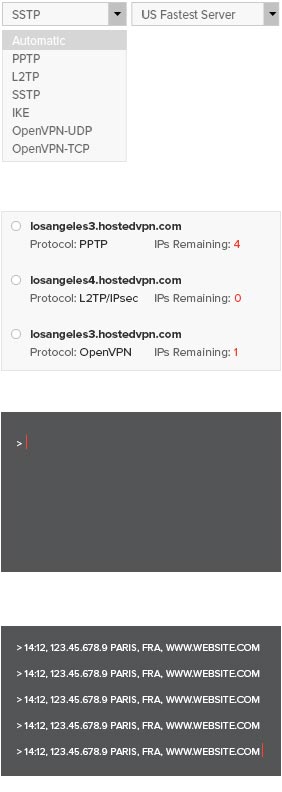 SSTP US Fastest Server
Automatic
PPTP
L2TP
SSTP
IKE
OpenVPN-UDP
OpenVPN-TCP
losangeles3.hostedvpn.com
Protocol: PPTP IPs Remaining: 4
losangeles4.hostedvpn.com
Protocol: L2TP/IPsec IPs Remaining: 0
losangeles3.hostedvpn.com
Protocol: OpenVPN IPs Remaining: 1
>
> 14:12, 123.45.678.9 PARIS, FRA, WWW.WEBSITE.COM
> 14:12, 123.45.678.9 PARIS, FRA, WWW.WEBSITE.COM
> 14:12, 123.45.678.9 PARIS, FRA, WWW.WEBSITE.COM
> 14:12, 123.45.678.9 PARIS, FRA, WWW.WEBSITE.COM
> 14:12, 123.45.678.9 PARIS, FRA, WWW.WEBSITE.COM